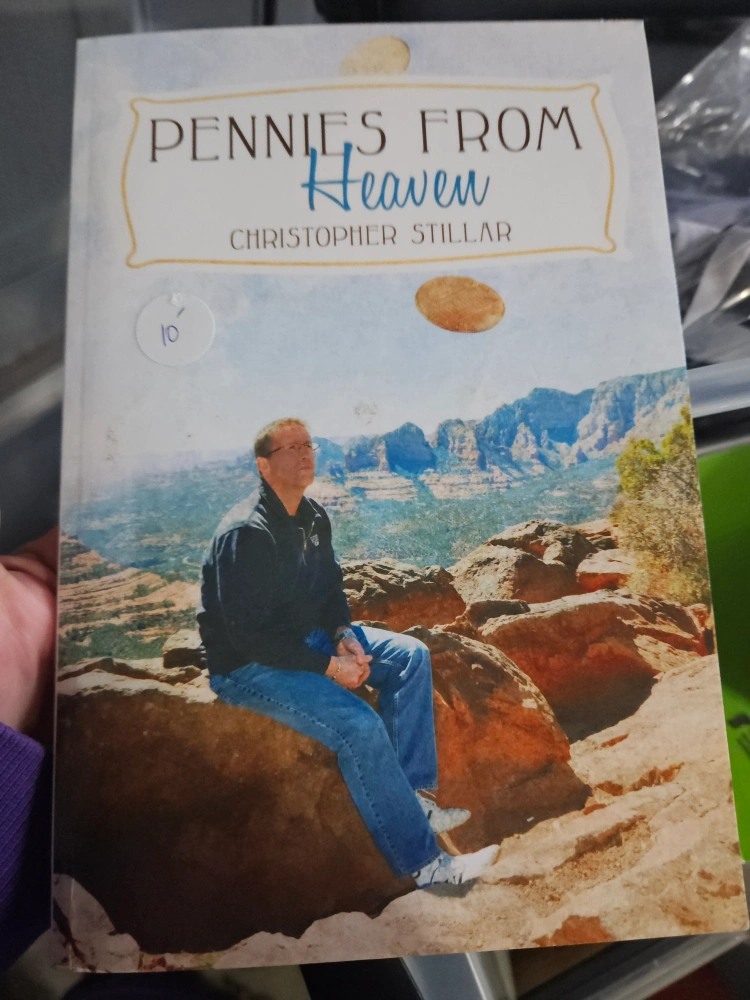 PENNIES FROM
Heaven
CHRISTOPHER STILLAR
10